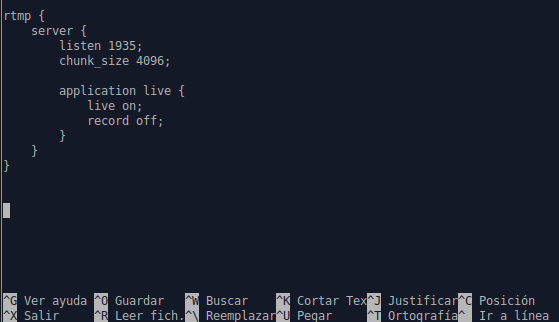 rtmp {
    server {
        listen 1935;
        chunk_size 4096;

        application live {
            live on;
            record off;
        }
    }
}
^G Ver ayuda ^O Guardar ^W Buscar ^K Cortar Tex^J Justificar^C Posición
^X Salir ^R Leer fich.^\ Reemplazar^U Pegar ^T Ortografía^_ Ir a línea